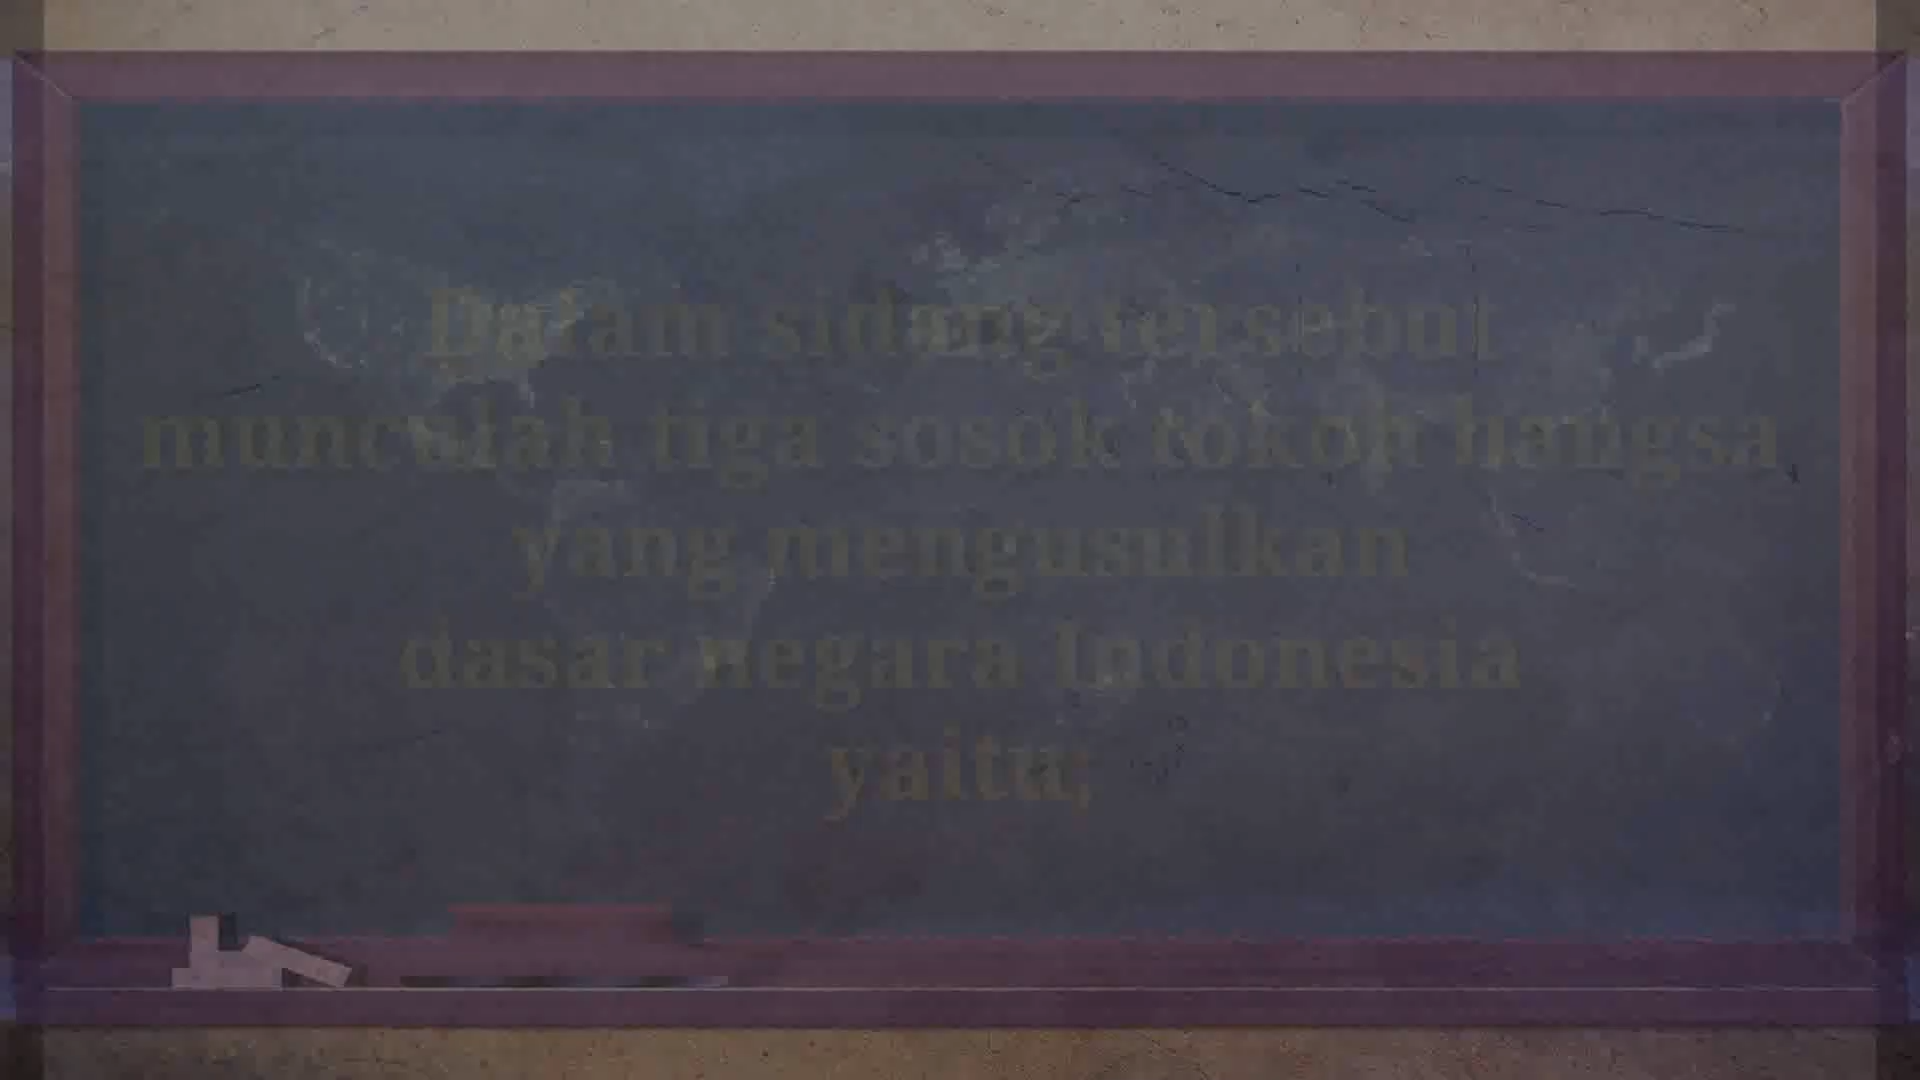 Dalam sidang tersebut
munculah tiga sosok tokoh bangsa
yang mengusulkan
dasar negara Indonesia
yaitu;